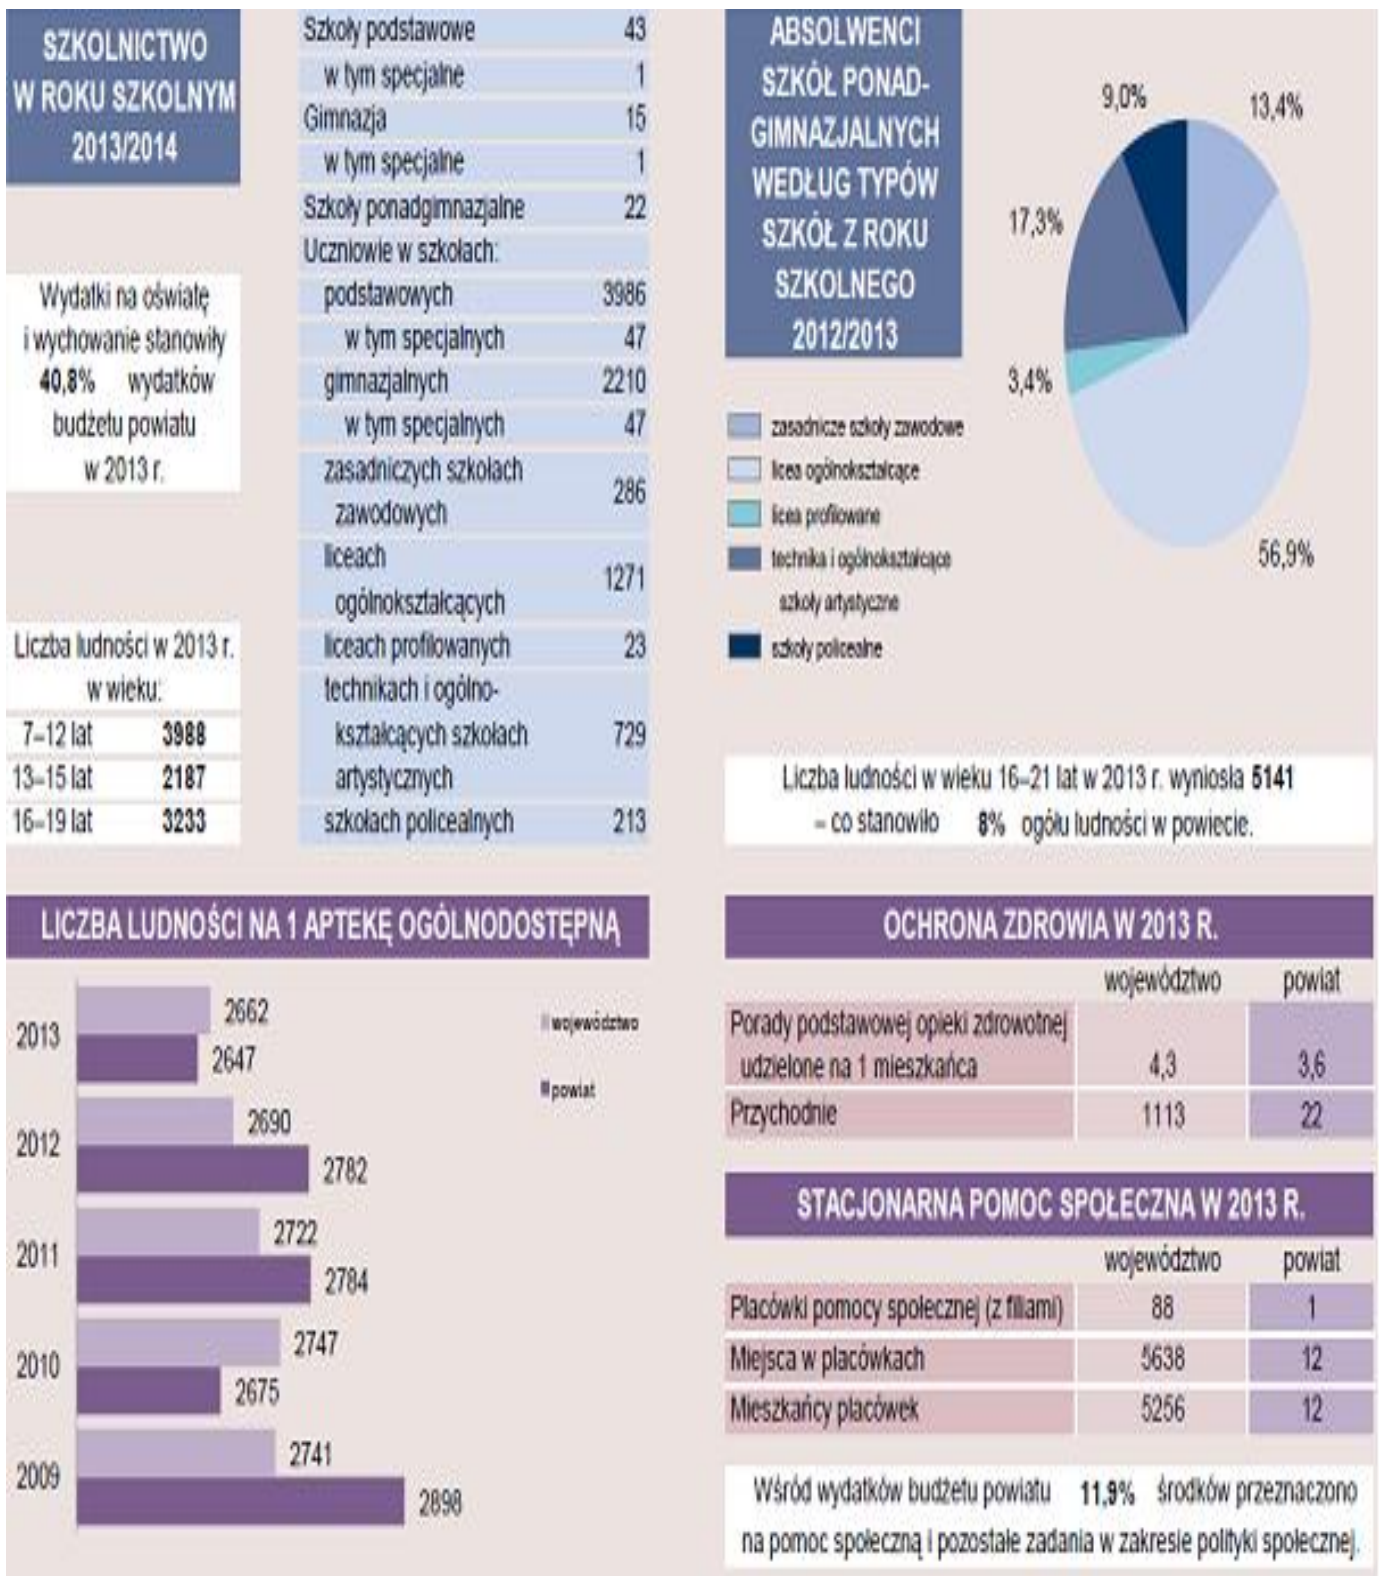 SZKOLNICTWO
W ROKU SZKOLNYM
2013/2014
Wydatki na oświatę
i wychowanie stanowiły
40,8% wydatków
budżetu powiatu
w 2013 r.
Liczba ludności w 2013 r.
w wieku:
7–12 lat 3988
13–15 lat 2187
16–19 lat 3233
Szkoły podstawowe 43
w tym specjalne 1
Gimnazja 15
w tym specjalne 1
Szkoły ponadgimnazjalne 22
Uczniowie w szkołach:
podstawowych 3986
w tym specjalnych 47
gimnazjalnych 2210
w tym specjalnych 47
zasadniczych szkołach
zawodowych 286
liceach
ogólnokształcących 1271
liceach profilowanych 23
technikach i ogólno-
kształcących szkołach 729
artystycznych
szkołach policealnych 213
ABSOLWENCI
SZKÓŁ PONAD-
GIMNAZJALNYCH
WEDŁUG TYPÓW
SZKÓŁ Z ROKU
SZKOLNEGO
2012/2013
9,0%
13,4%
17,3%
3,4%
56,9%
zasadnicze szkoły zawodowe
licea ogólnokształcące
licea profilowane
technika i ogólnokształcące
szkoły artystyczne
szkoły policealne
Liczba ludności w wieku 16–21 lat w 2013 r. wyniosła 5141
– co stanowiło 8% ogółu ludności w powiecie.
LICZBA LUDNOŚCI NA 1 APTEKĘ OGÓLNODOSTĘPNĄ
województwo
powiat
2013
2662
2647
2012
2690
2782
2011
2722
2784
2010
2747
2675
2009
2741
2898
OCHRONA ZDROWIA W 2013 R.
województwo powiat
Porady podstawowej opieki zdrowotnej
udzielone na 1 mieszkańca 4,3 3,6
Przychodnie 1113 22
STACJONARNA POMOC SPOŁECZNA W 2013 R.
województwo powiat
Placówki pomocy społecznej (z filiami) 88 1
Miejsca w placówkach 5638 12
Mieszkańcy placówek 5256 12
Wśród wydatków budżetu powiatu 11,9% środków przeznaczono
na pomoc społeczną i pozostałe zadania w zakresie polityki społecznej.